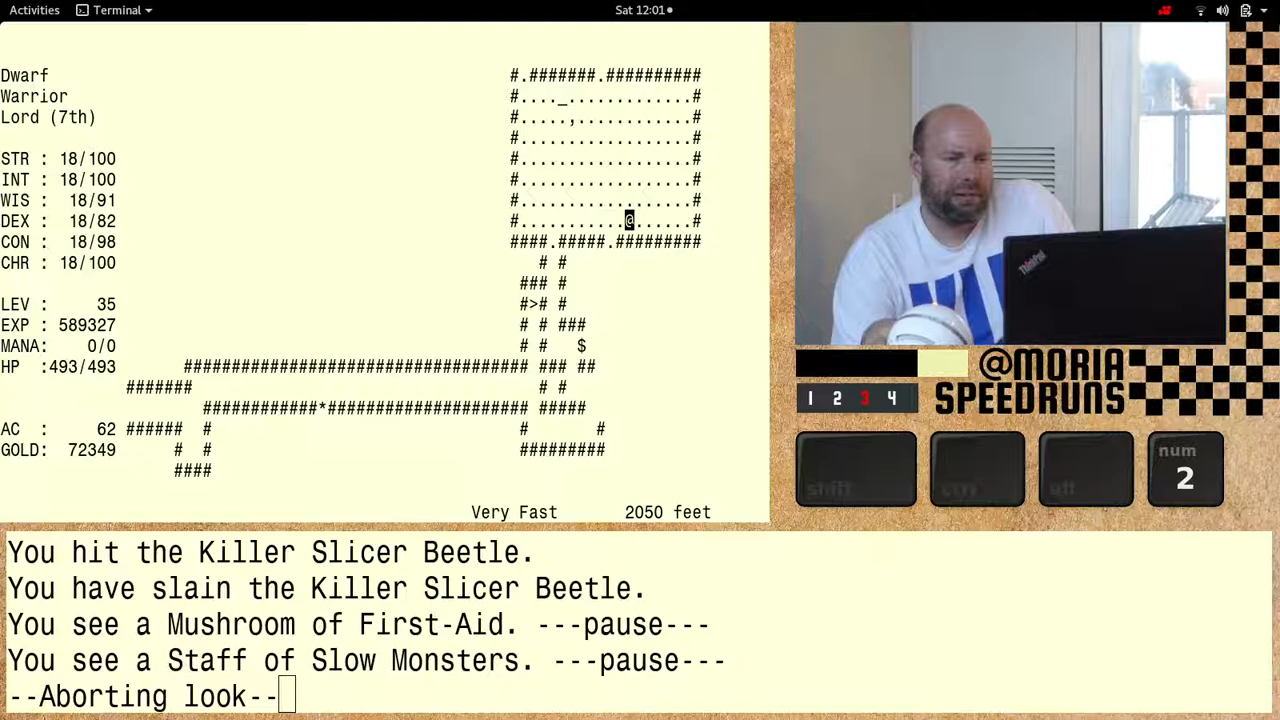 Activities Terminal Sat 12:01
Dwarf #.#######.##########
Warrior #...._.............#
Lord (7th) #.....,............#
#..................#
STR : 18/100 #..................#
INT : 18/100 #..................#
WIS : 18/91 #..................#
DEX : 18/82 #...........@......#
CON : 18/98 ####.#####.#########
CHR : 18/100 # #
### #
LEV : 35 #># #
EXP : 589327 # # ###
MANA: 0/0 # # $
HP :493/493 ##################################### ### ##
####### # #
############*##################### #####
AC : 62 ###### # # #
GOLD: 72349 # # #########
####
Very Fast 2050 feet
@MORIA
SPEEDRUNS
1 2 3 4
shift ctrl alt num
2
You hit the Killer Slicer Beetle.
You have slain the Killer Slicer Beetle.
You see a Mushroom of First-Aid. ---pause---
You see a Staff of Slow Monsters. ---pause---
--Aborting look--
ThinkPad